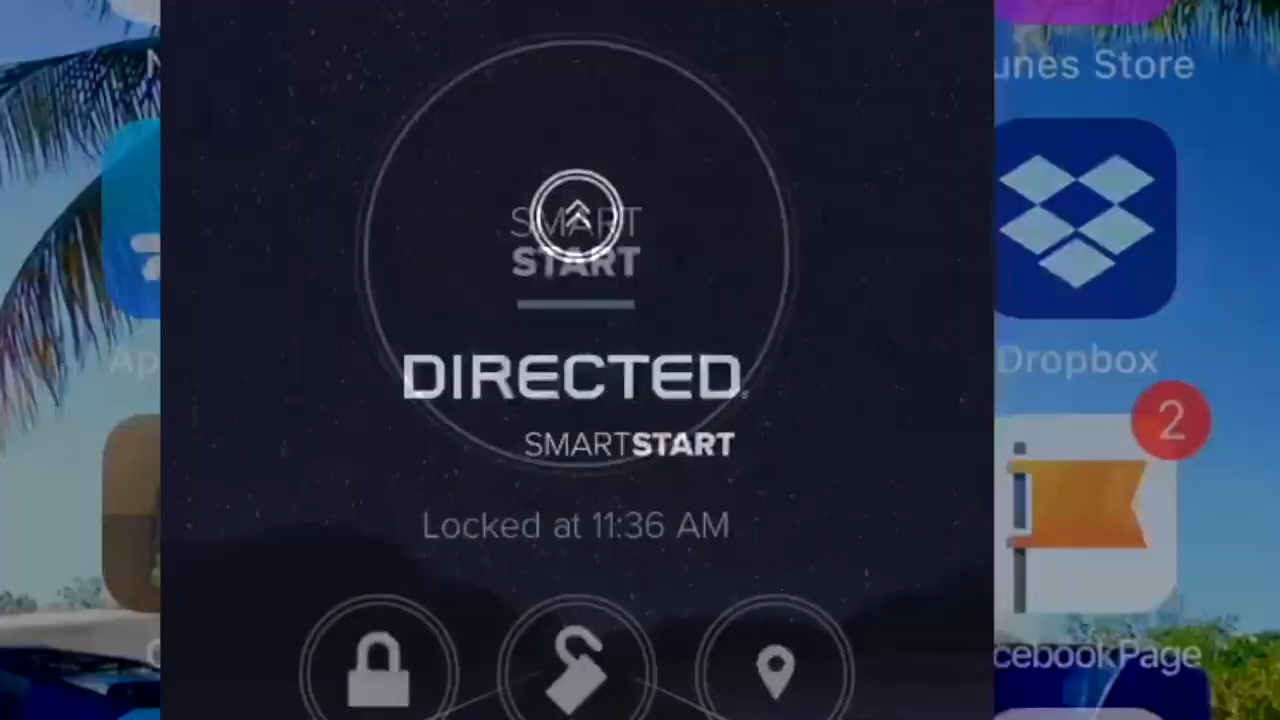 unes Store
SMART
START
Dropbox
DIRECTED
2
SMARTSTART
Locked at 11:36 AM
cebookPage